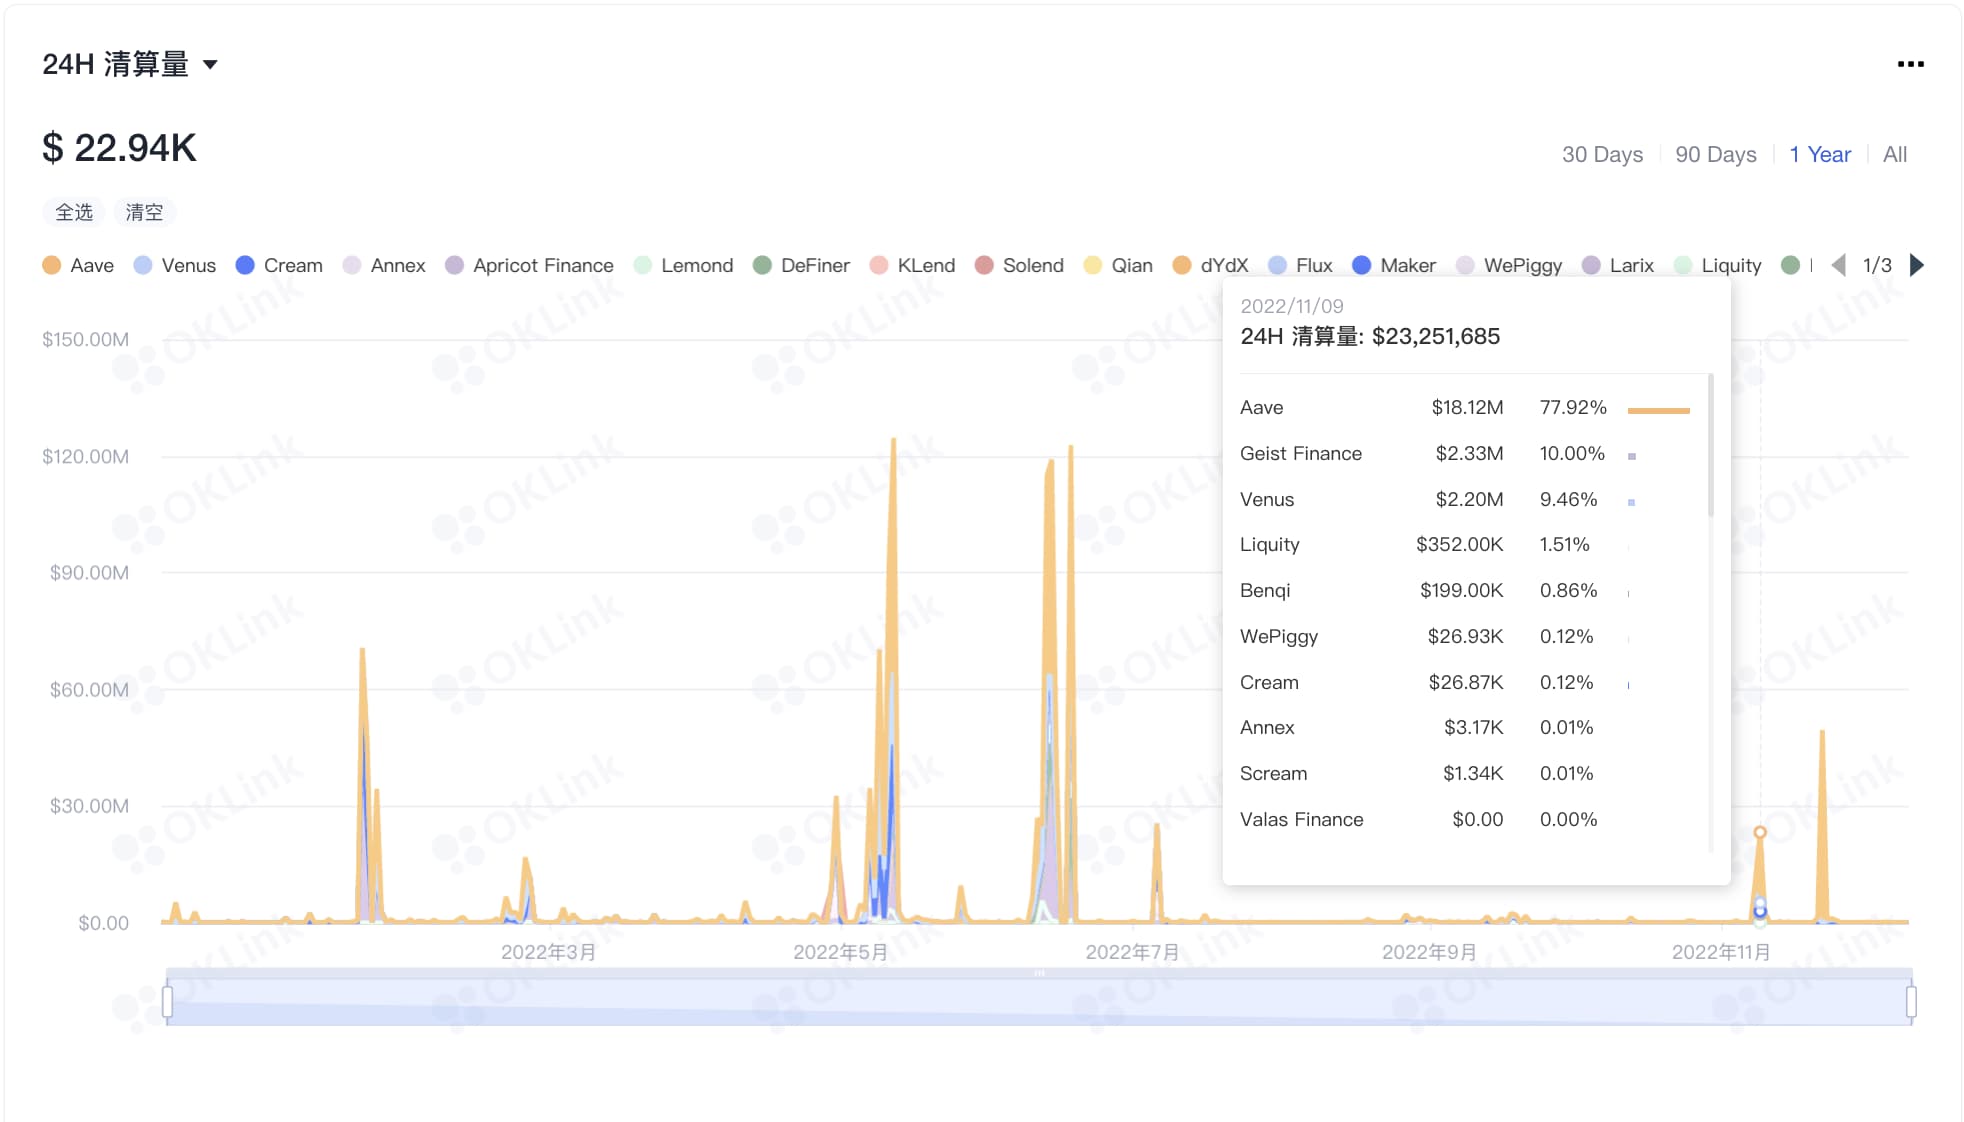 24H 清算量
$ 22.94K
30 Days 90 Days 1 Year All
全选 清空
Aave Venus Cream Annex Apricot Finance Lemond DeFiner KLend Solend Qian dYdX Flux Maker WePiggy Larix Liquity 1/3
2022/11/09
24H 清算量: $23,251,685
Aave $18.12M 77.92%
Geist Finance $2.33M 10.00%
Venus $2.20M 9.46%
Liquity $352.00K 1.51%
Benqi $199.00K 0.86%
WePiggy $26.93K 0.12%
Cream $26.87K 0.12%
Annex $3.17K 0.01%
Scream $1.34K 0.01%
Valas Finance $0.00 0.00%
$150.00M
$120.00M
$90.00M
$60.00M
$30.00M
$0.00
2022年3月 2022年5月 2022年7月 2022年9月 2022年11月
OKLink